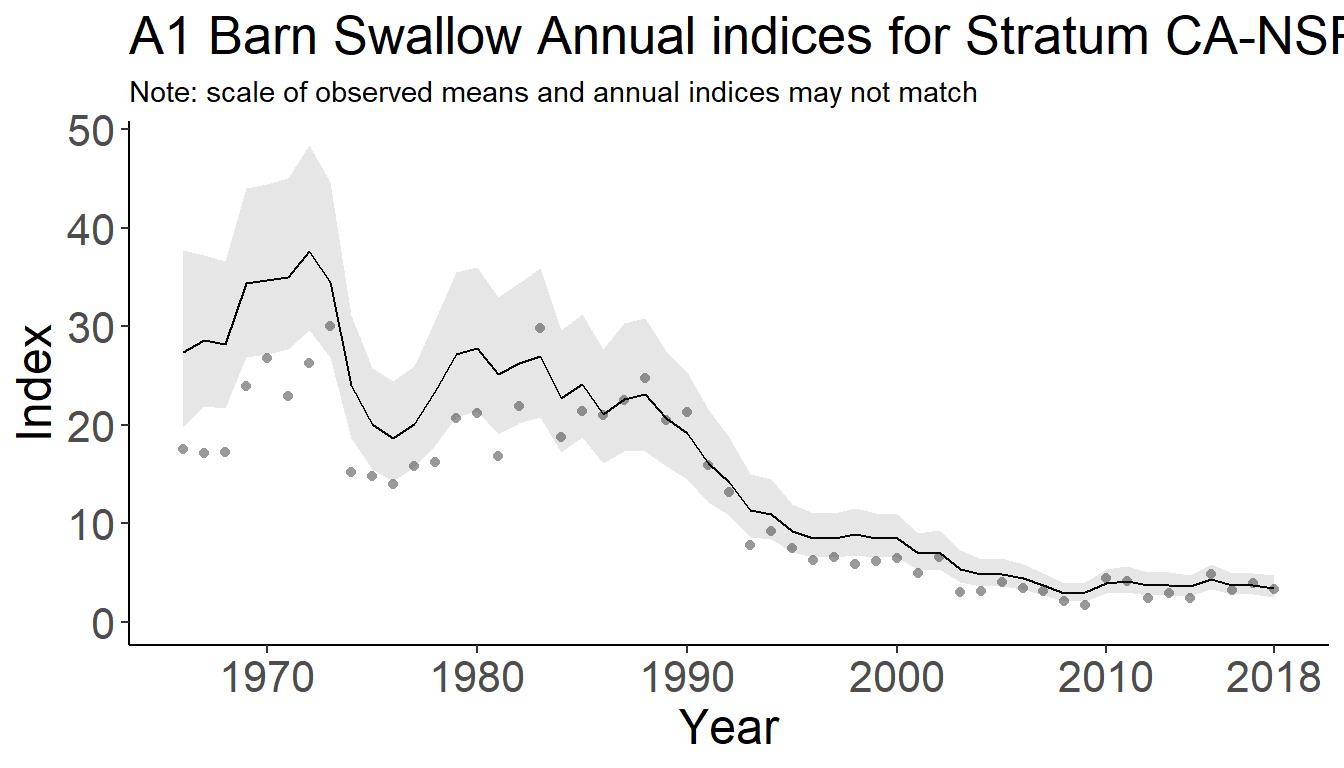 A1 Barn Swallow Annual indices for Stratum CA-NSF
Note: scale of observed means and annual indices may not match
50
40
30
20
10
0
Index
1970 1980 1990 2000 2010 2018
Year